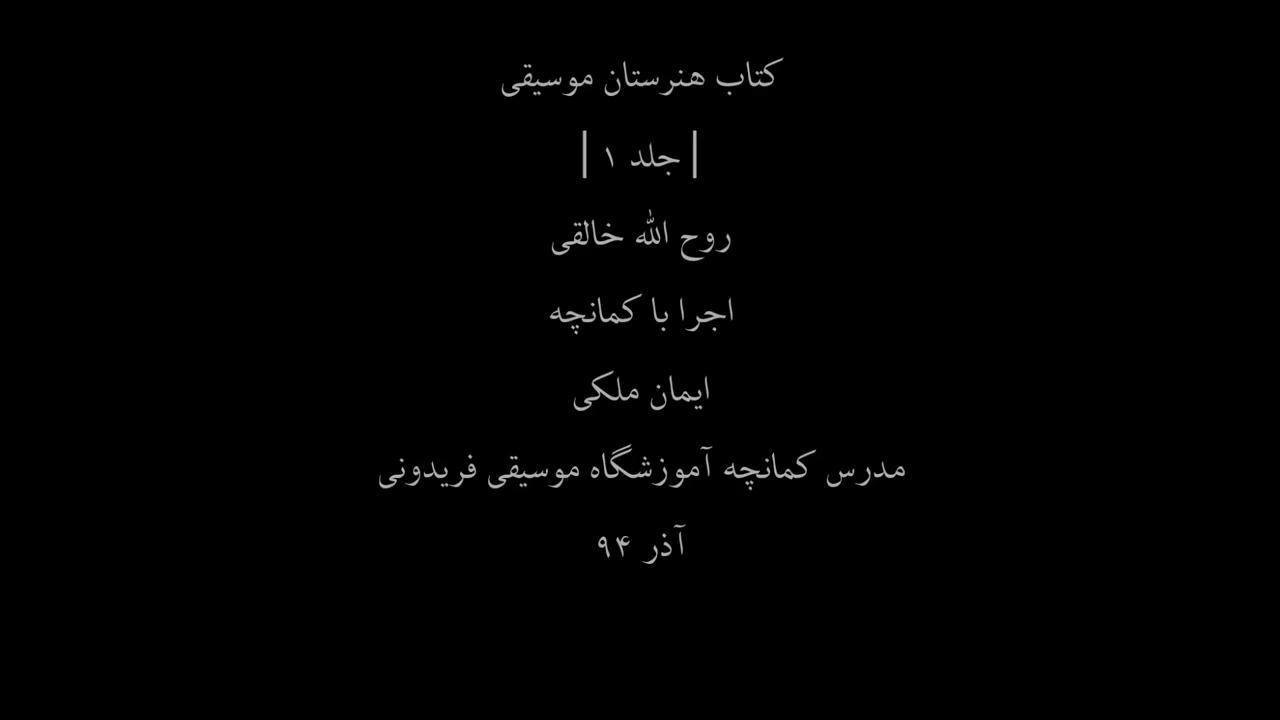 کتاب هنرستان موسیقی
| جلد ۱ |
روح الله خالقی
اجرا با کمانچه
ایمان ملکی
مدرس کمانچه آموزشگاه موسیقی فریدونی
آذر ۹۴